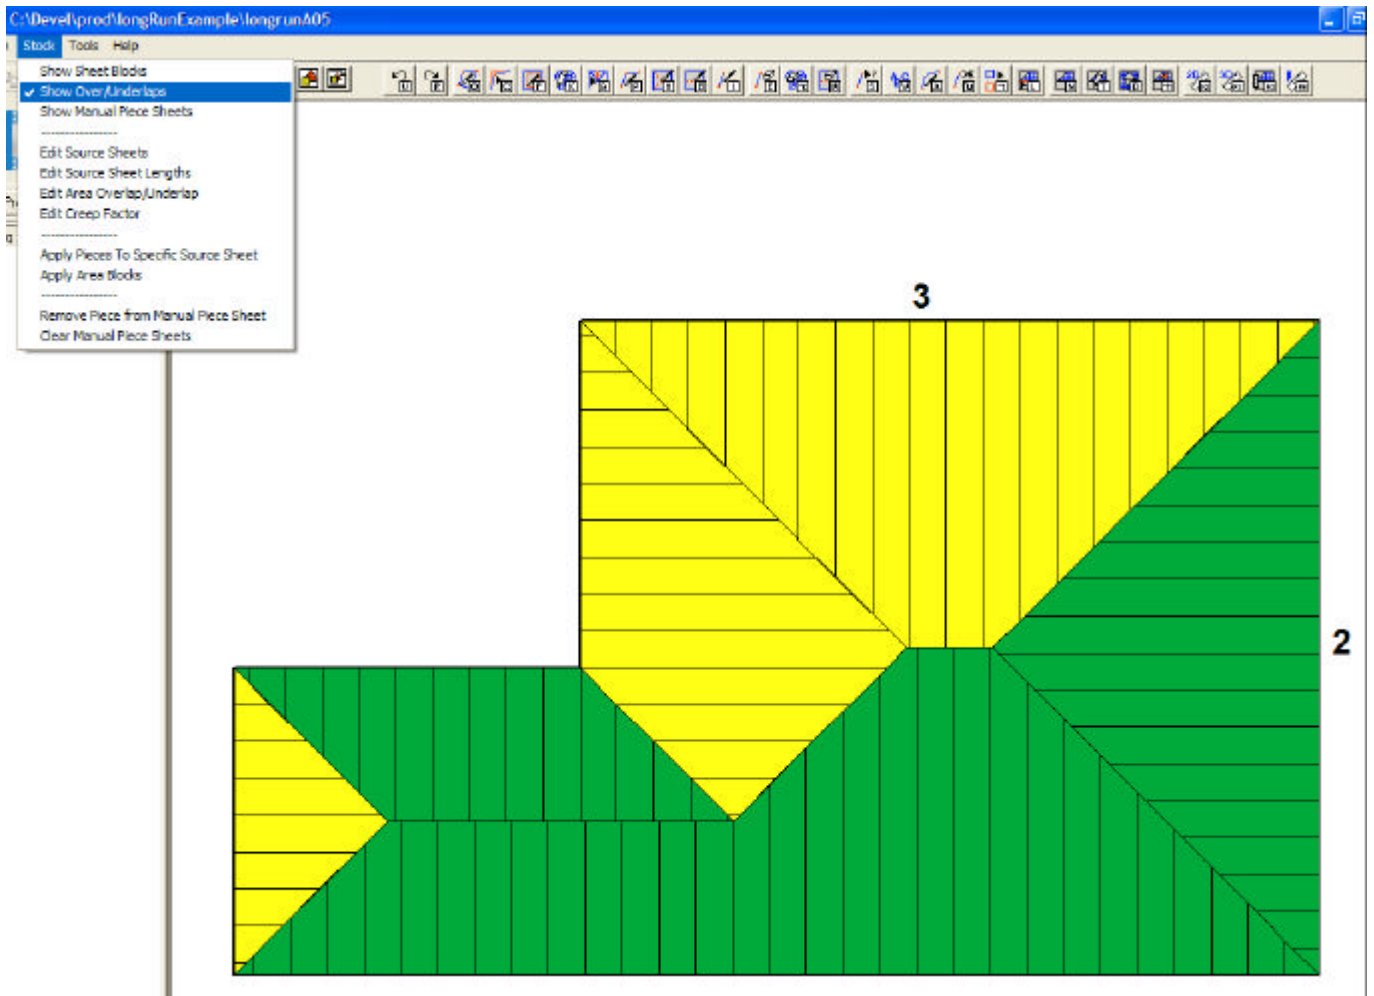 C:\Devel\prod\longRunExample\longrunA05
Stock Tools Help
Show Sheet Blocks
Show Over/Underlaps
Show Manual Piece Sheets
-----------------
Edit Source Sheets
Edit Source Sheet Lengths
Edit Area Overlap/Underlap
Edit Creep Factor
-----------------
Apply Pieces To Specific Source Sheet
Apply Area Blocks
-----------------
Remove Piece from Manual Piece Sheet
Clear Manual Piece Sheets
3
2